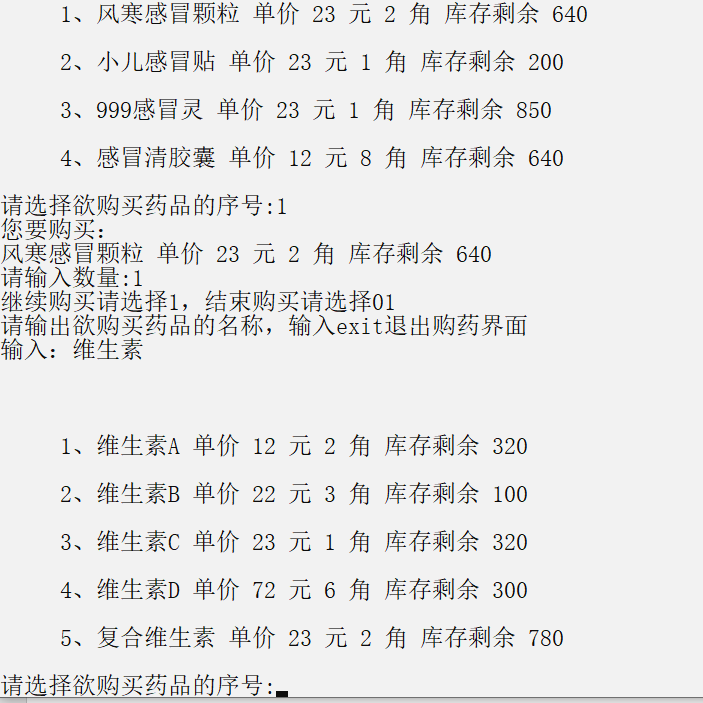 1、风寒感冒颗粒 单价 23 元 2 角 库存剩余 640
2、小儿感冒贴 单价 23 元 1 角 库存剩余 200
3、999感冒灵 单价 23 元 1 角 库存剩余 850
4、感冒清胶囊 单价 12 元 8 角 库存剩余 640
请选择欲购买药品的序号:1
您要购买：
风寒感冒颗粒 单价 23 元 2 角 库存剩余 640
请输入数量:1
继续购买请选择1，结束购买请选择01
请输出欲购买药品的名称，输入exit退出购药界面
输入：维生素
1、维生素A 单价 12 元 2 角 库存剩余 320
2、维生素B 单价 22 元 3 角 库存剩余 100
3、维生素C 单价 23 元 1 角 库存剩余 320
4、维生素D 单价 72 元 6 角 库存剩余 300
5、复合维生素 单价 23 元 2 角 库存剩余 780
请选择欲购买药品的序号: